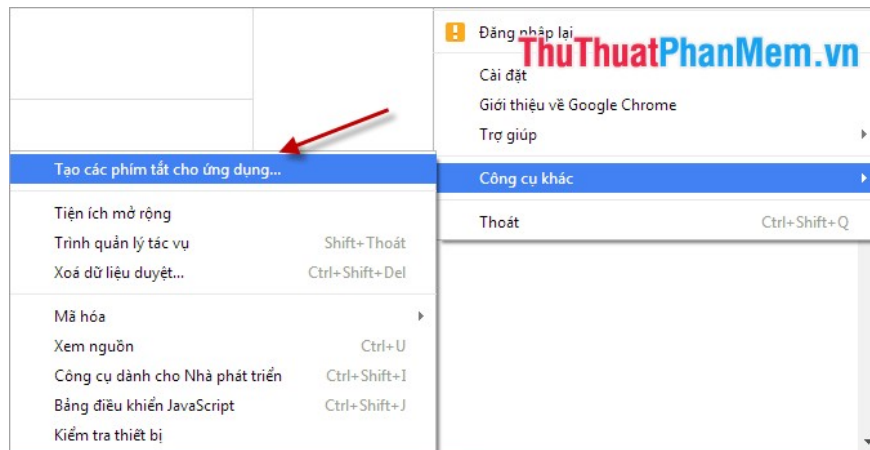 Đăng nhập lại
ThuThuatPhanMem.vn
Cài đặt
Giới thiệu về Google Chrome
Trợ giúp
Công cụ khác
Thoát Ctrl+Shift+Q
Tạo các phím tắt cho ứng dụng...
Tiện ích mở rộng
Trình quản lý tác vụ Shift+Thoát
Xoá dữ liệu duyệt... Ctrl+Shift+Del
Mã hóa
Xem nguồn Ctrl+U
Công cụ dành cho Nhà phát triển Ctrl+Shift+I
Bảng điều khiển JavaScript Ctrl+Shift+J
Kiểm tra thiết bị